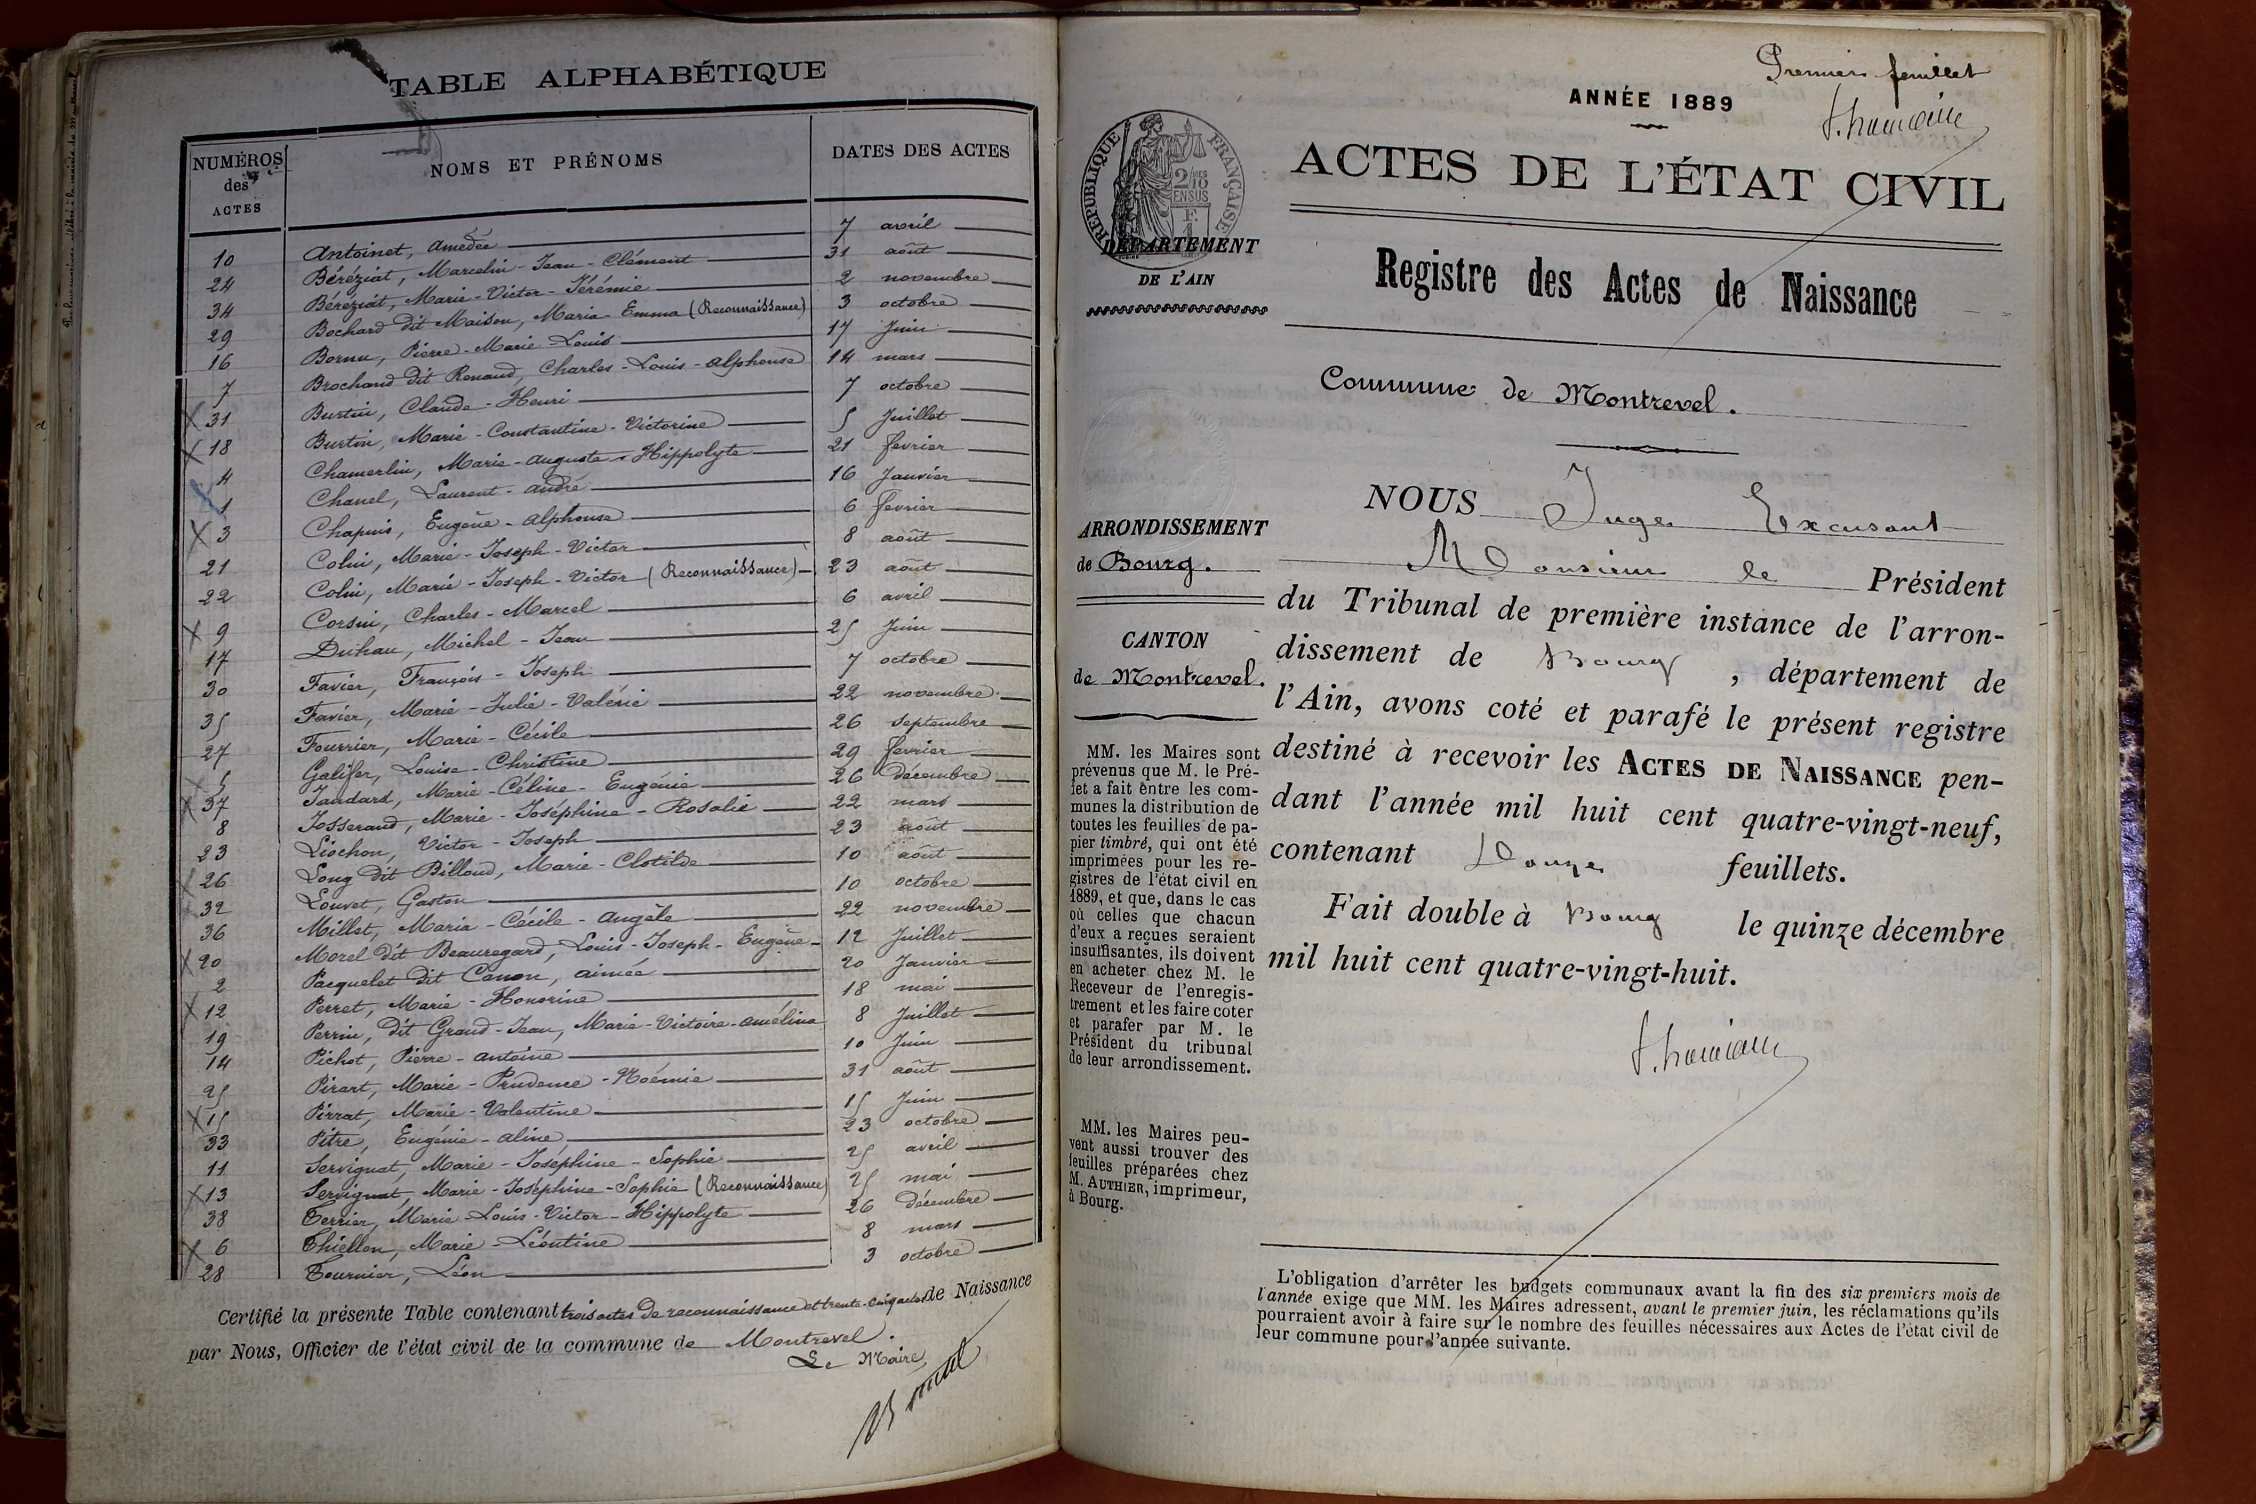 TABLE ALPHABÉTIQUE
NUMÉROS
des
ACTES
NOMS ET PRÉNOMS
DATES DES ACTES
10 Antoinet, Amedée 7 avril
24 Béréziat, Marcelin-Jean-Clément 31 août
34 Béréziat, Marie-Victor-Jérémie 2 novembre
29 Bochard dit Maison, Maria-Emma (Reconnaissance) 3 octobre
16 Bornu, Pierre-Marie-Louis 17 Juin
7 Brochand dit Renaud, Charles-Louis-Alphonse 14 mars
31 Burtin, Claude-Henri 7 octobre
18 Burtin, Marie-Constantine-Victorine 5 Juillet
4 Chamerlin, Marie-Auguste-Hippolyte 21 fevrier
1 Chanel, Laurent-André 16 Janvier
3 Chapuis, Eugène-Alphonse 6 fevrier
21 Colin, Marie-Joseph-Victor 8 août
22 Colin, Marie-Joseph-Victor (Reconnaissance) 23 août
9 Corsin, Charles-Marcel 6 avril
17 Duhau, Michel-Jean 25 Juin
30 Favier, François-Joseph 7 octobre
35 Favier, Marie-Julie-Valérie 22 novembre
27 Fourrier, Marie-Cécile 26 septembre
5 Galifer, Louise-Christine 29 fevrier
37 Jandard, Marie-Céline-Eugénie 26 décembre
8 Josserand, Marie-Joséphine-Rosalie 22 mars
23 Liochon, Victor-Joseph 23 août
26 Long dit Billoud, Marie-Clotilde 10 août
32 Louvet, Gaston 10 octobre
36 Millet, Maria-Cécile-Angèle 22 novembre
20 Morel dit Beauregard, Louis-Joseph-Eugène 12 Juillet
2 Pacquelet dit Canon, Aimée 20 Janvier
12 Perret, Marie-Honorine 18 mai
19 Perrin, dit Grand-Jean, Marie-Victoire-Amélina 8 Juillet
14 Pichot, Pierre-Antoine 10 Juin
25 Pirart, Marie-Prudence-Noémie 31 août
15 Pirrat, Marie-Valentine 15 Juin
33 Pitre, Eugénie-Aline 23 octobre
11 Servignat, Marie-Joséphine-Sophie 25 avril
13 Servignat, Marie-Joséphine-Sophie (Reconnaissance) 25 mai
38 Terrier, Marie-Louis-Victor-Hippolyte 26 Décembre
6 Thiellon, Marie-Léontine 8 mars
28 Tournier, Léon 3 octobre
Certifié la présente Table contenant trois actes de reconnaissance et trente-cinq actes de Naissance
par Nous, Officier de l'état civil de la commune de Montrevel.
Le Maire,
Premier feuillet
ANNÉE 1889
RÉPUBLIQUE FRANÇAISE
ACTES DE L'ÉTAT CIVIL
DÉPARTEMENT
DE L'AIN
Registre des Actes de Naissance
Commune de Montrevel.
ARRONDISSEMENT
de Bourg.
CANTON
de Montrevel.
NOUS Juge Excusant
Monsieur le Président
du Tribunal de première instance de l'arron-
dissement de Bourg, département de
l'Ain, avons coté et parafé le présent registre
destiné à recevoir les ACTES DE NAISSANCE pen-
dant l'année mil huit cent quatre-vingt-neuf,
contenant Douze feuillets.
Fait double à Bourg le quinze décembre
mil huit cent quatre-vingt-huit.
MM. les Maires sont
prévenus que M. le Pré-
fet a fait entre les com-
munes la distribution de
toutes les feuilles de pa-
pier timbré, qui ont été
imprimées pour les re-
gistres de l'état civil en
1889, et que, dans le cas
où celles que chacun
d'eux a reçues seraient
insuffisantes, ils doivent
en acheter chez M. le
Receveur de l'enregis-
trement et les faire coter
et parafer par M. le
Président du tribunal
de leur arrondissement.
MM. les Maires peu-
vent aussi trouver des
feuilles préparées chez
M. AUTHIER, imprimeur,
à Bourg.
L'obligation d'arrêter les budgets communaux avant la fin des six premiers mois de
l'année exige que MM. les Maires adressent, avant le premier juin, les réclamations qu'ils
pourraient avoir à faire sur le nombre des feuilles nécessaires aux Actes de l'état civil de
leur commune pour l'année suivante.